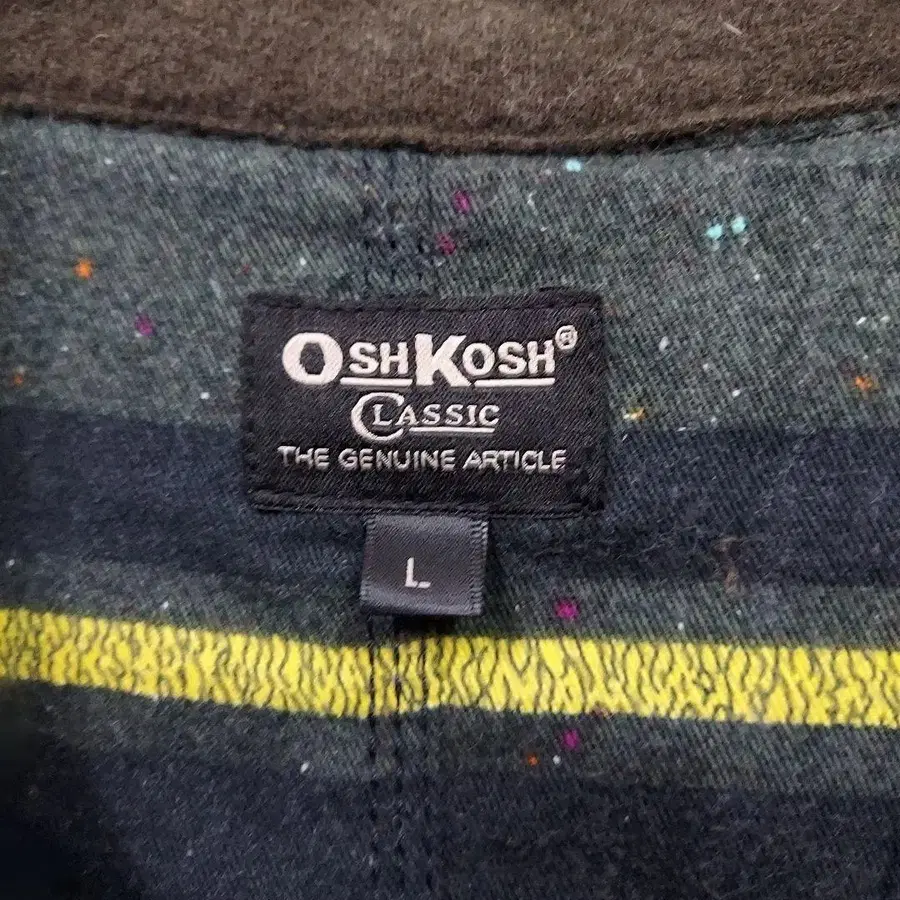 OSHKOSH®
CLASSIC
THE GENUINE ARTICLE
L